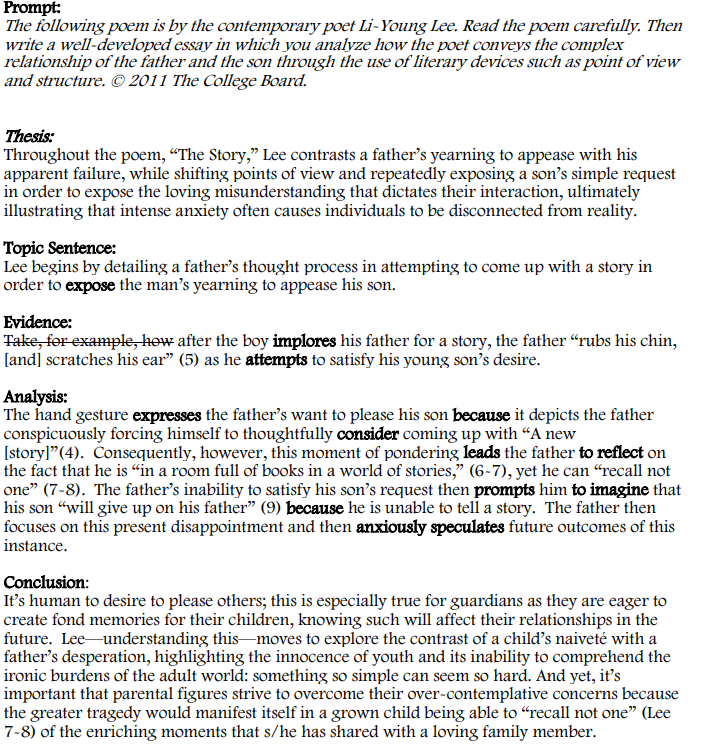 Prompt:
The following poem is by the contemporary poet Li-Young Lee. Read the poem carefully. Then
write a well-developed essay in which you analyze how the poet conveys the complex
relationship of the father and the son through the use of literary devices such as point of view
and structure. © 2011 The College Board.
Thesis:
Throughout the poem, “The Story,” Lee contrasts a father’s yearning to appease with his
apparent failure, while shifting points of view and repeatedly exposing a son’s simple request
in order to expose the loving misunderstanding that dictates their interaction, ultimately
illustrating that intense anxiety often causes individuals to be disconnected from reality.
Topic Sentence:
Lee begins by detailing a father’s thought process in attempting to come up with a story in
order to expose the man’s yearning to appease his son.
Evidence:
Take, for example, how after the boy implores his father for a story, the father “rubs his chin,
[and] scratches his ear” (5) as he attempts to satisfy his young son’s desire.
Analysis:
The hand gesture expresses the father’s want to please his son because it depicts the father
conspicuously forcing himself to thoughtfully consider coming up with “A new
[story]”(4). Consequently, however, this moment of pondering leads the father to reflect on
the fact that he is “in a room full of books in a world of stories,” (6-7), yet he can “recall not
one” (7-8). The father’s inability to satisfy his son’s request then prompts him to imagine that
his son “will give up on his father” (9) because he is unable to tell a story. The father then
focuses on this present disappointment and then anxiously speculates future outcomes of this
instance.
Conclusion:
It’s human to desire to please others; this is especially true for guardians as they are eager to
create fond memories for their children, knowing such will affect their relationships in the
future. Lee—understanding this—moves to explore the contrast of a child’s naiveté with a
father’s desperation, highlighting the innocence of youth and its inability to comprehend the
ironic burdens of the adult world: something so simple can seem so hard. And yet, it’s
important that parental figures strive to overcome their over-contemplative concerns because
the greater tragedy would manifest itself in a grown child being able to “recall not one” (Lee
7-8) of the enriching moments that s/he has shared with a loving family member.